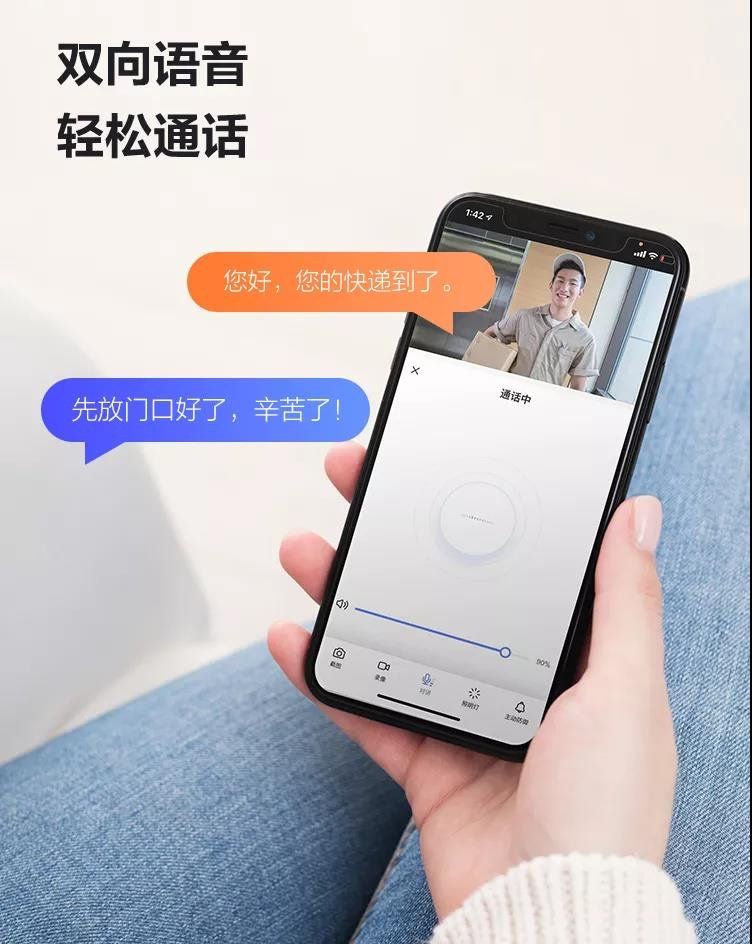 双向语音
轻松通话
1:42
您好，您的快递到了。
通话中
先放门口好了，辛苦了！
90%
截图
录像
对讲
照明灯
主动防御